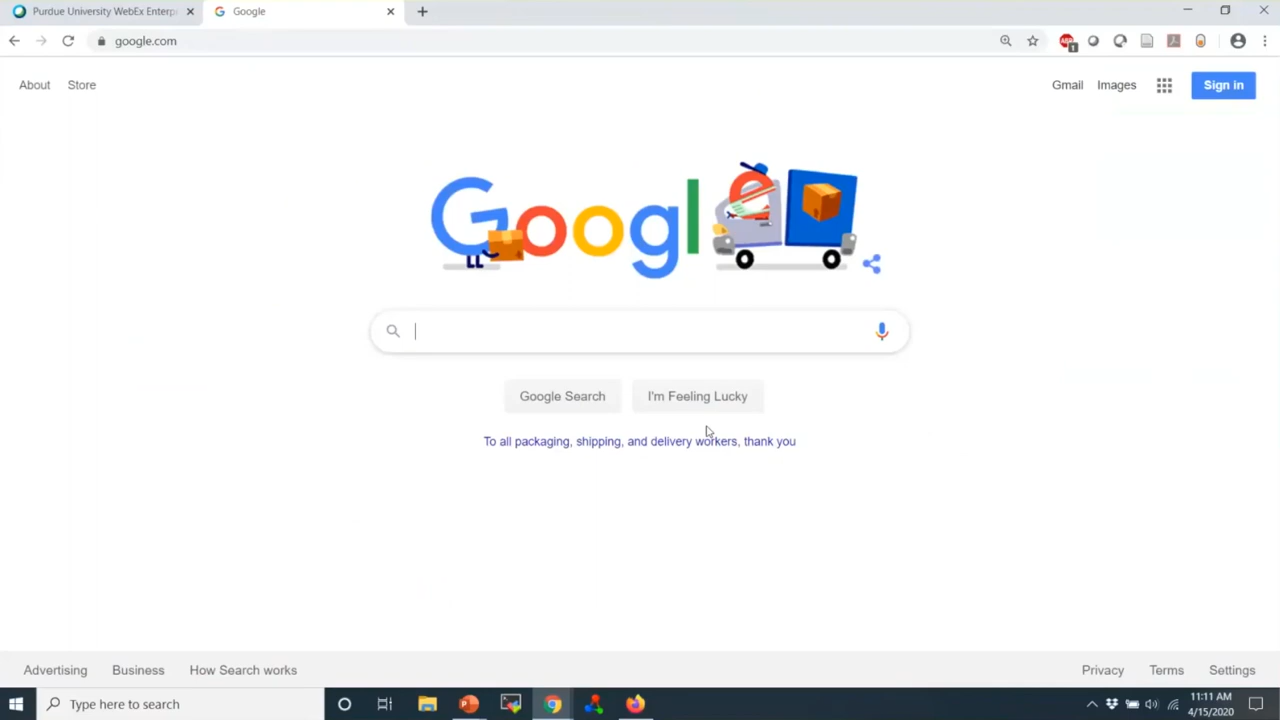 Purdue University WebEx Enterp
Google
google.com
About Store
Gmail Images Sign in
Google
Google Search I'm Feeling Lucky
To all packaging, shipping, and delivery workers, thank you
Advertising Business How Search works
Privacy Terms Settings
Type here to search
11:11 AM
4/15/2020